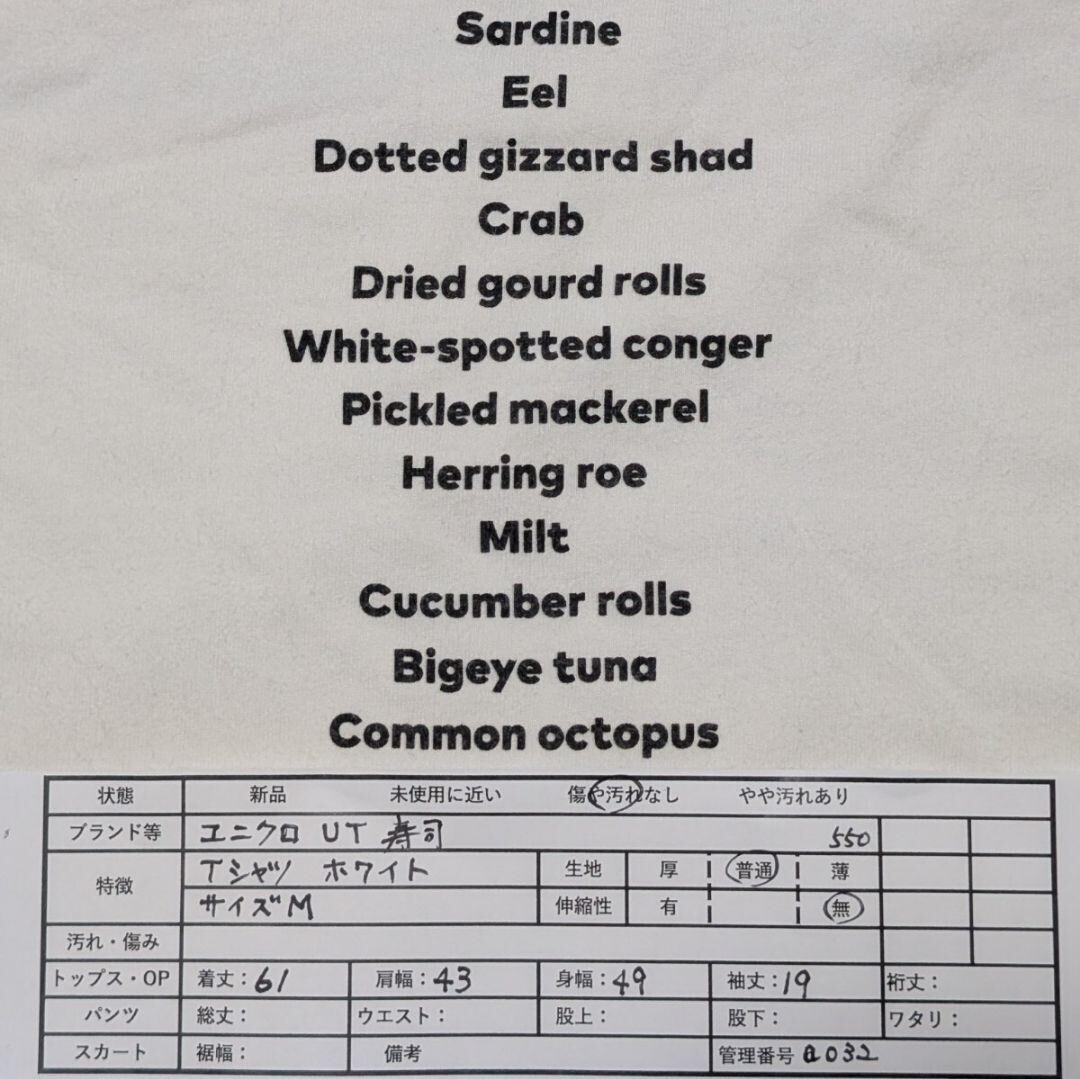 Sardine
Eel
Dotted gizzard shad
Crab
Dried gourd rolls
White-spotted conger
Pickled mackerel
Herring roe
Milt
Cucumber rolls
Bigeye tuna
Common octopus
状態 新品 未使用に近い 傷や汚れなし やや汚れあり
ブランド等 ユニクロ UT 寿司 550
特徴 Tシャツ ホワイト 生地 厚 普通 薄
サイズM 伸縮性 有 無
汚れ・傷み
トップス・OP 着丈:61 肩幅:43 身幅:49 袖丈:19 裄丈:
パンツ 総丈: ウエスト: 股上: 股下: ワタリ:
スカート 裾幅: 備考 管理番号 a032